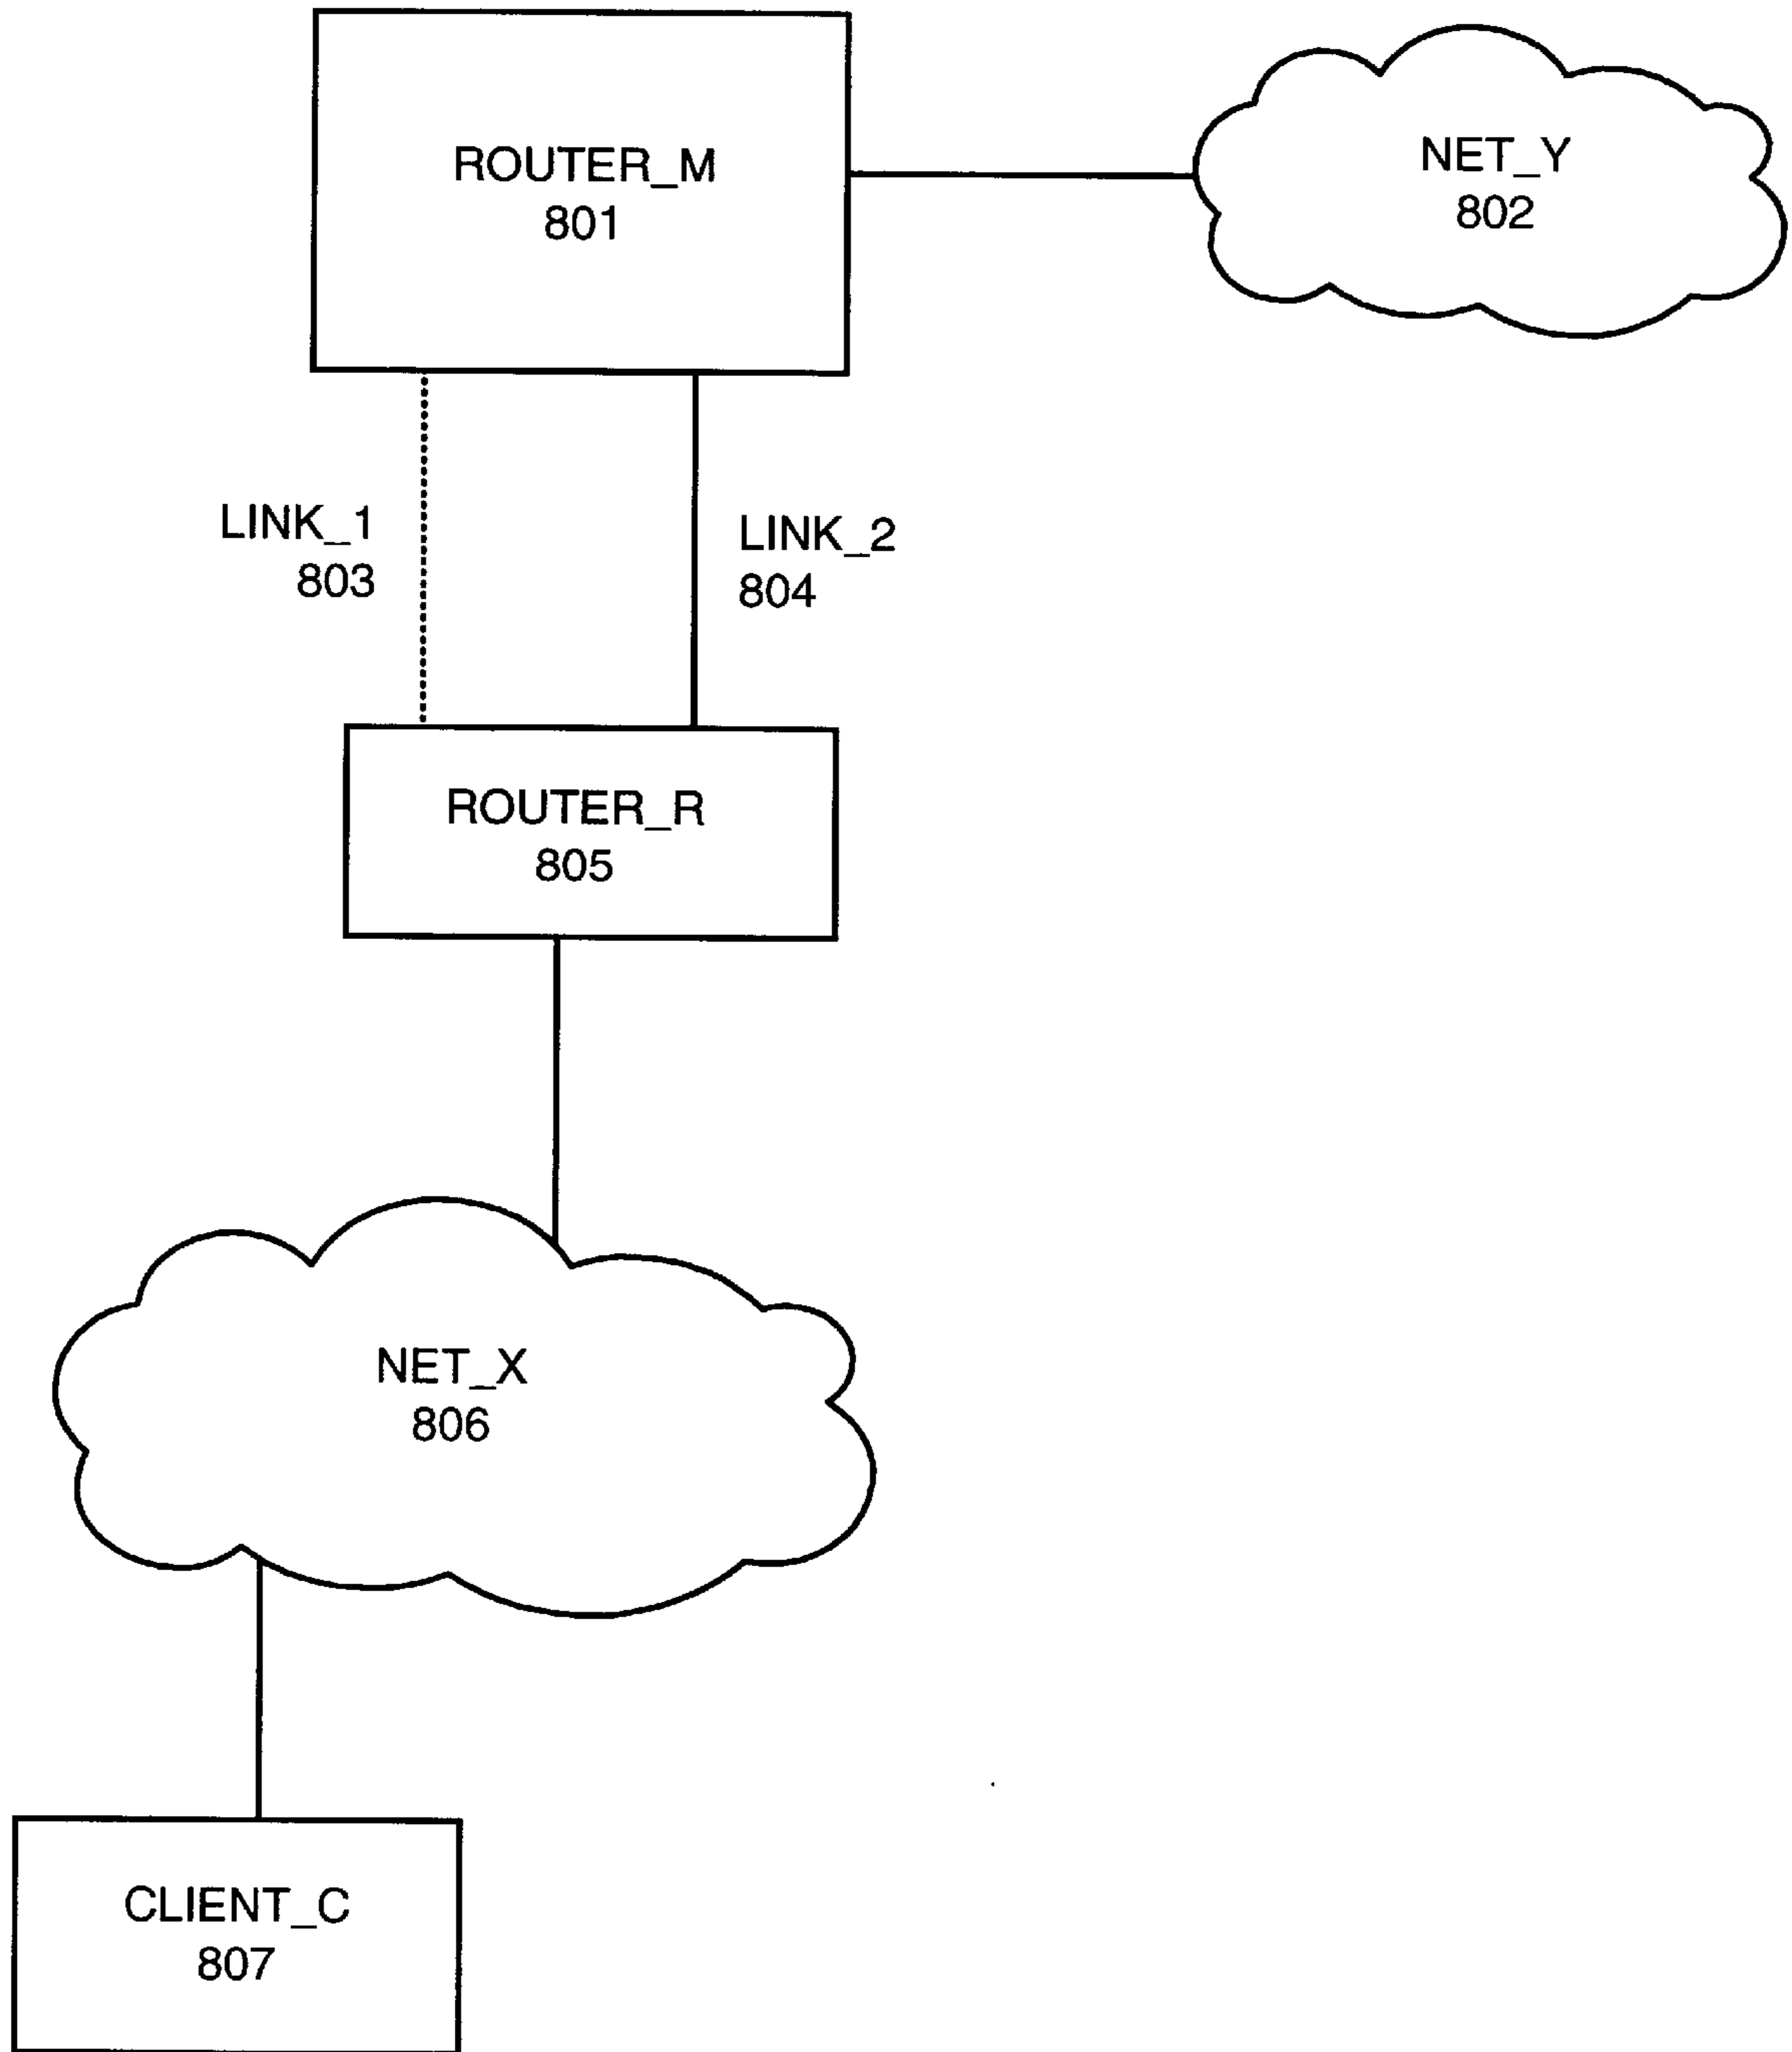 ROUTER_M
801
NET_Y
802
LINK_1
803
LINK_2
804
ROUTER_R
805
NET_X
806
CLIENT_C
807